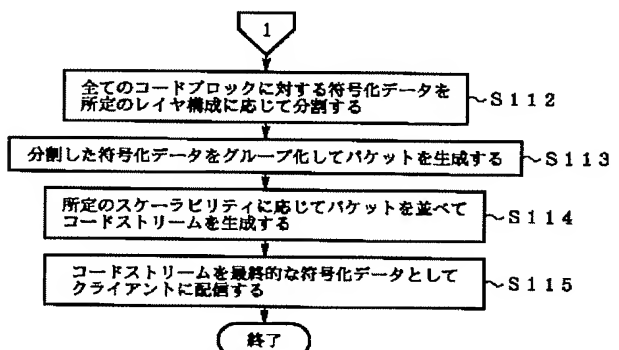 1
全てのコードブロックに対する符号化データを
所定のレイヤ構成に応じて分割する
S112
分割した符号化データをグループ化してパケットを生成する
S113
所定のスケーラビリティに応じてパケットを並べて
コードストリームを生成する
S114
コードストリームを最終的な符号化データとして
クライアントに配信する
S115
終了